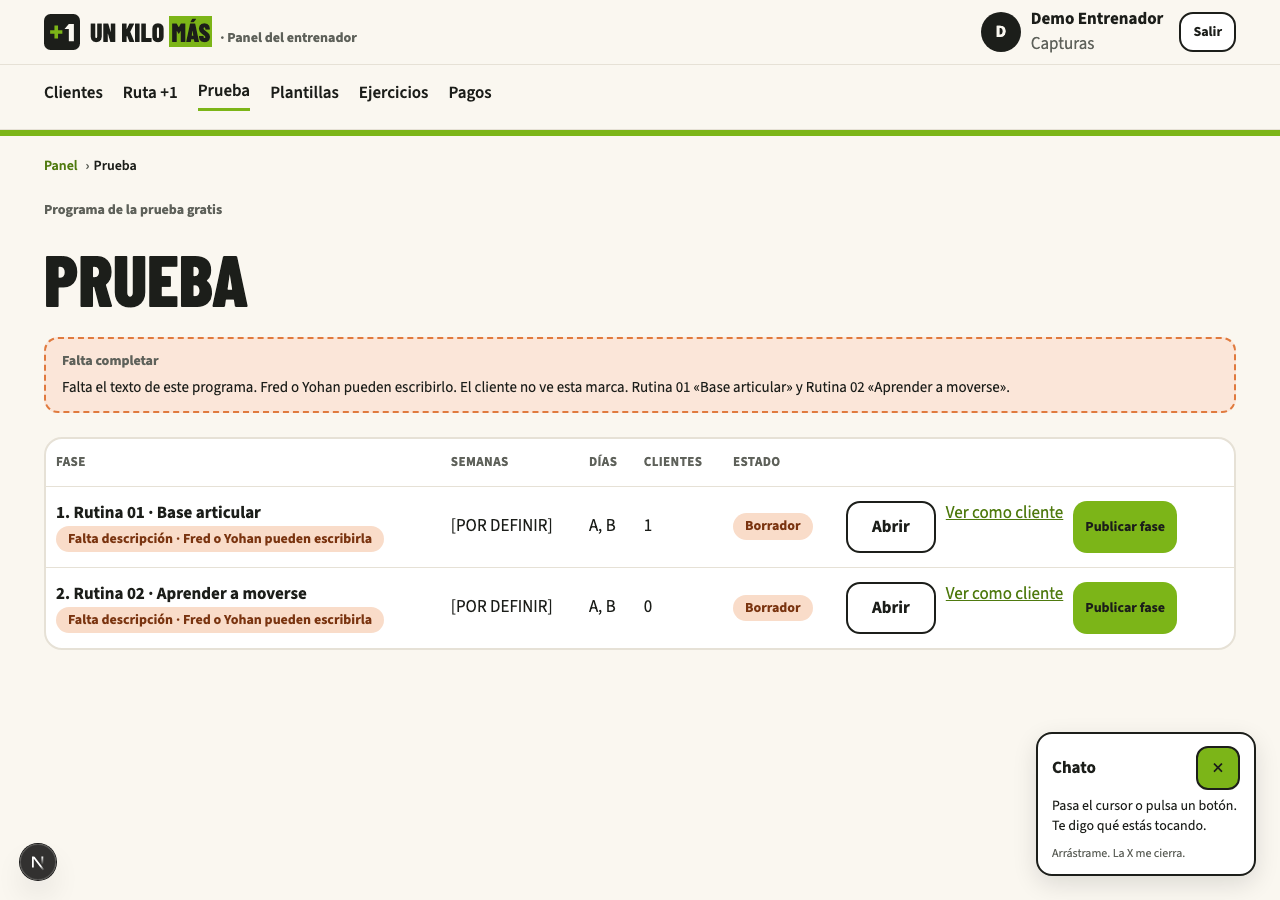 +1 UN KILO MÁS · Panel del entrenador
D Demo Entrenador
Capturas
Salir
Clientes Ruta +1 Prueba Plantillas Ejercicios Pagos
Panel › Prueba
Programa de la prueba gratis
PRUEBA
Falta completar
Falta el texto de este programa. Fred o Yohan pueden escribirlo. El cliente no ve esta marca. Rutina 01 «Base articular» y Rutina 02 «Aprender a moverse».
FASE SEMANAS DÍAS CLIENTES ESTADO
1. Rutina 01 · Base articular
Falta descripción · Fred o Yohan pueden escribirla
[POR DEFINIR] A, B 1 Borrador Abrir Ver como cliente Publicar fase
2. Rutina 02 · Aprender a moverse
Falta descripción · Fred o Yohan pueden escribirla
[POR DEFINIR] A, B 0 Borrador Abrir Ver como cliente Publicar fase
Chato ×
Pasa el cursor o pulsa un botón.
Te digo qué estás tocando.
Arrástrame. La X me cierra.
N